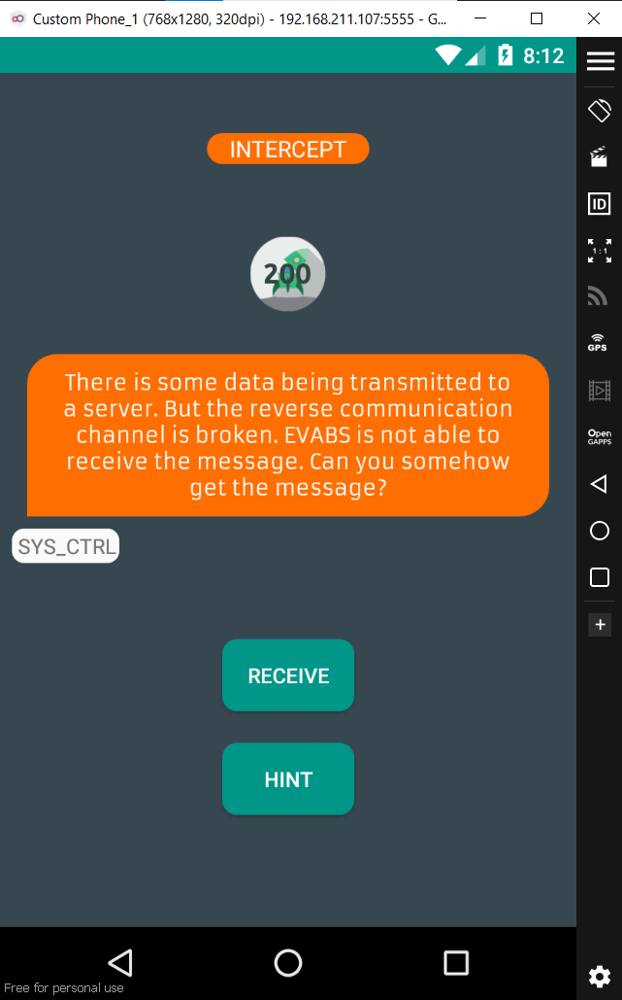 Custom Phone_1 (768x1280, 320dpi) - 192.168.211.107:5555 - G...
8:12
INTERCEPT
ID
200
1 : 1
GPS
There is some data being transmitted to
a server. But the reverse communication
channel is broken. EVABS is not able to
receive the message. Can you somehow
get the message?
Open
GAPPS
SYS_CTRL
RECEIVE
HINT
Free for personal use